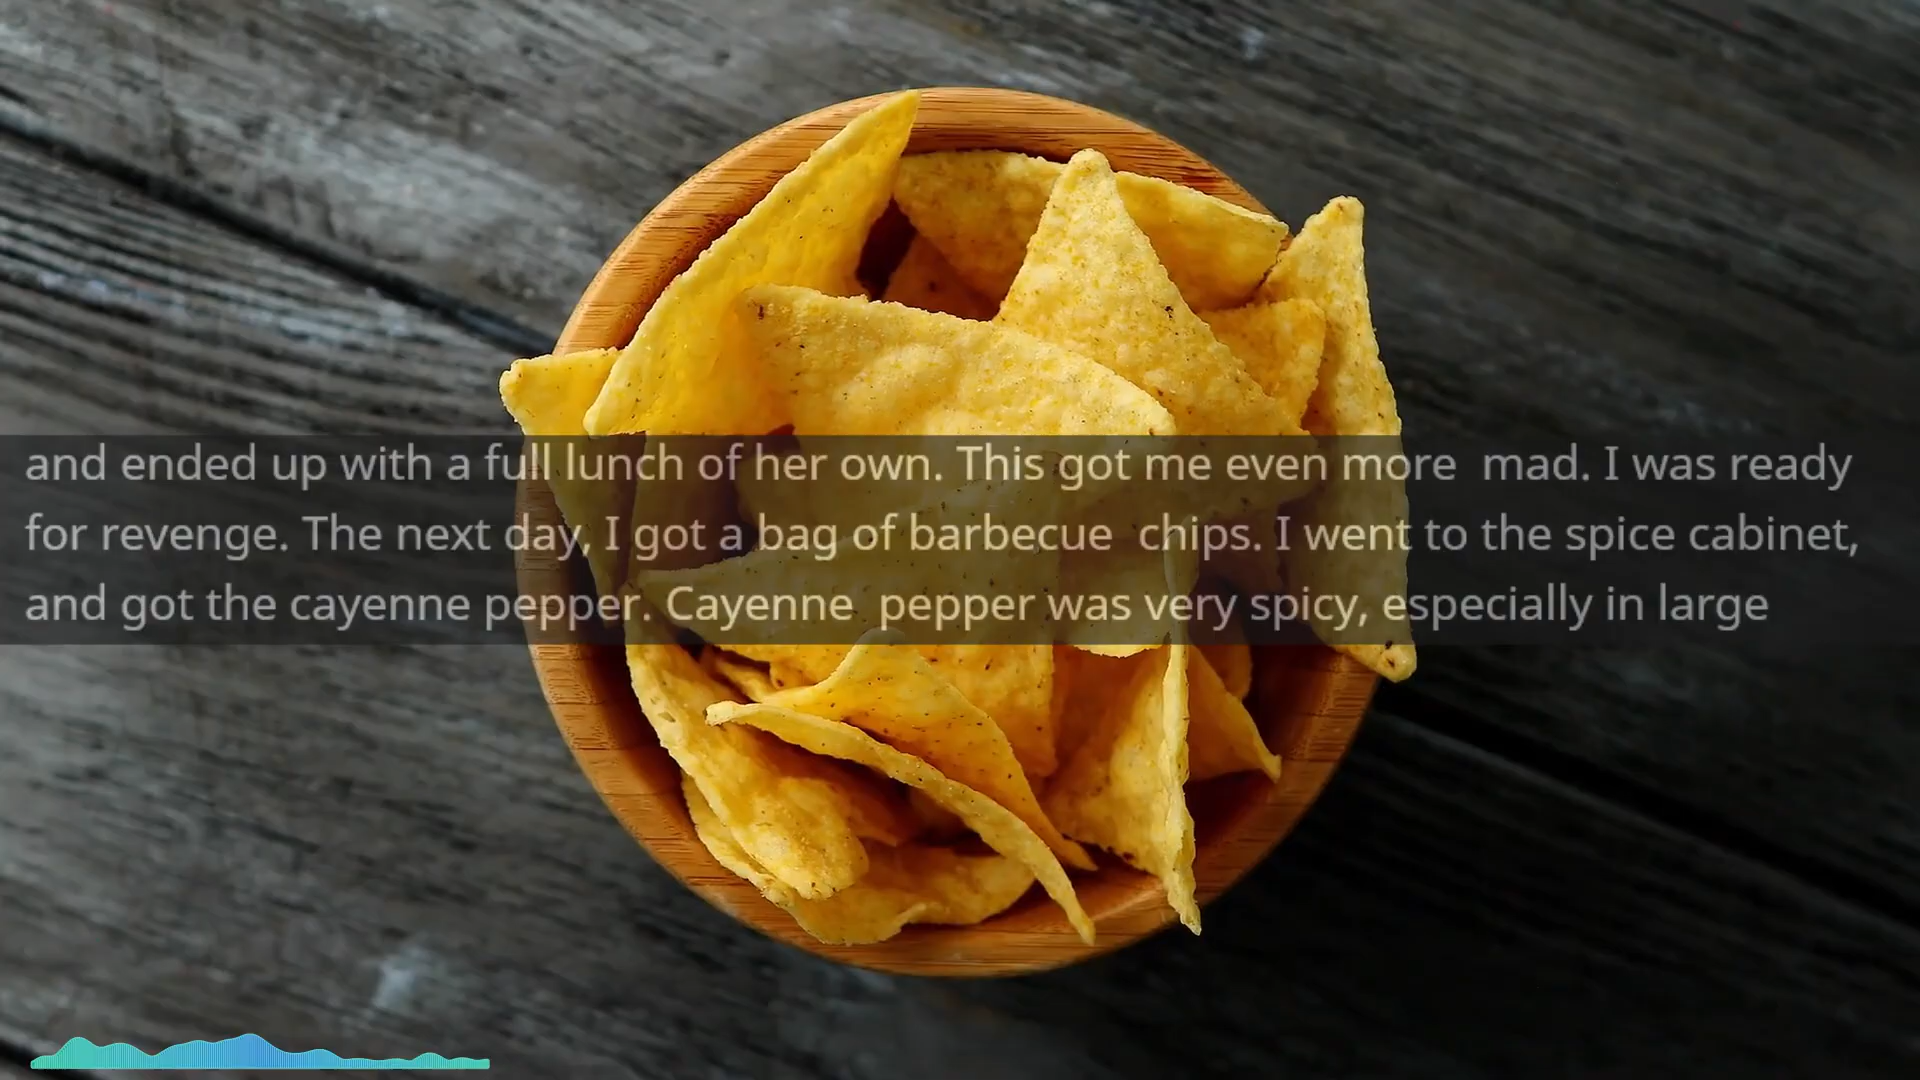 and ended up with a full lunch of her own. This got me even more  mad. I was ready
for revenge. The next day, I got a bag of barbecue  chips. I went to the spice cabinet,
and got the cayenne pepper. Cayenne  pepper was very spicy, especially in large